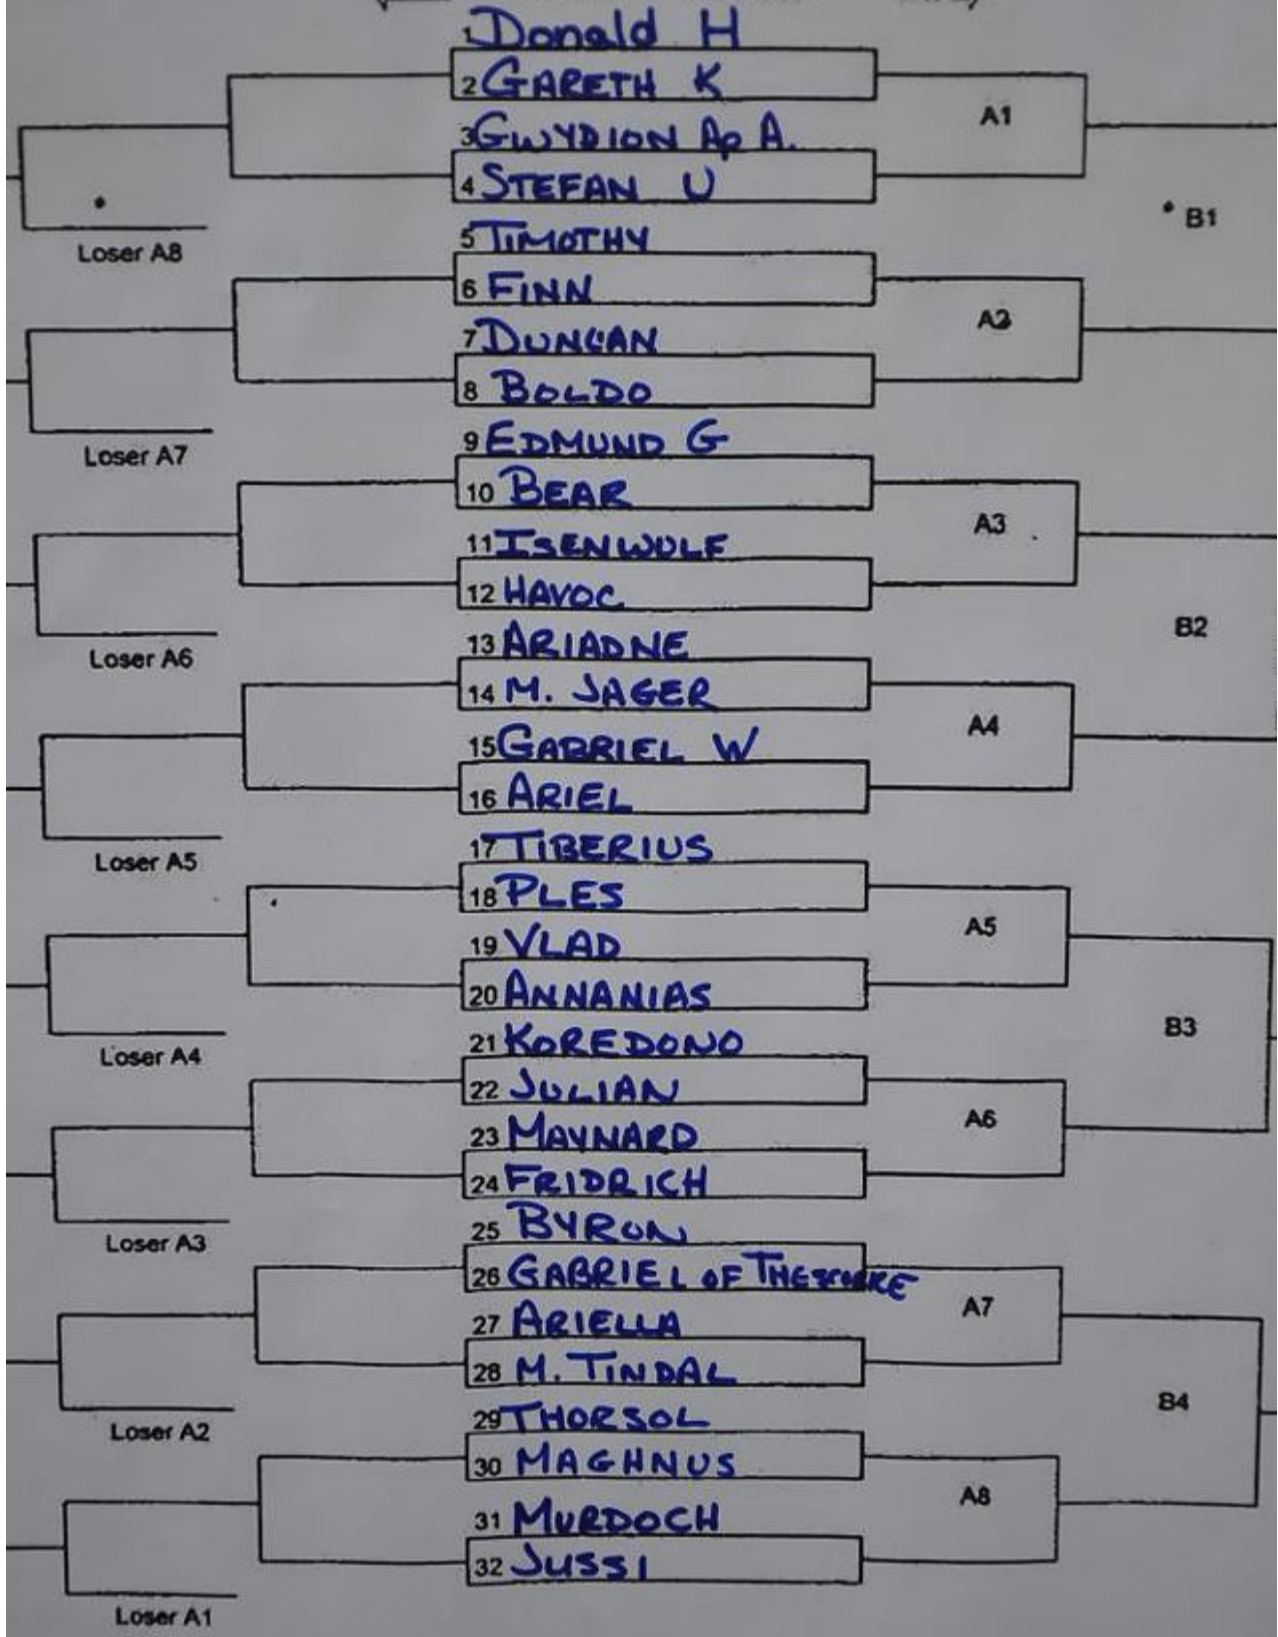 1 Donald H
2 GARETH K
A1
3 GWYDION Ap A.
4 STEFAN U
B1
5 TIMOTHY
Loser A8
6 FINN
A2
7 DUNCAN
8 BOLDO
9 EDMUND G
Loser A7
10 BEAR
A3
11 ISENWULF
12 HAVOC
B2
13 ARIADNE
Loser A6
14 M. JAGER
A4
15 GABRIEL W
16 ARIEL
17 TIBERIUS
Loser A5
18 PLES
A5
19 VLAD
20 ANNANIAS
B3
21 KOREDONO
Loser A4
22 JULIAN
A6
23 MAYNARD
24 FRIDRICH
25 BYRON
Loser A3
26 GABRIEL OF
A7
27 ARIELLA
28 M. TINDAL
B4
29 THORSOL
Loser A2
30 MAGHNUS
A8
31 MURDOCH
32 JUSSI
Loser A1